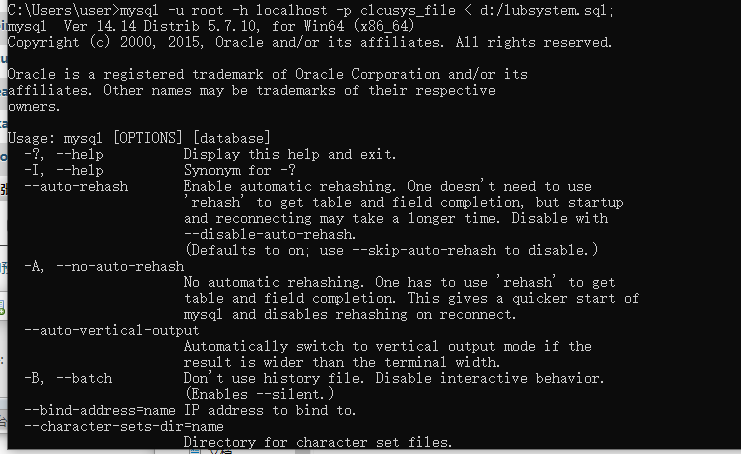 C:\Users\user>mysql -u root -h localhost -p clcusys_file < d:/lubsystem.sql;
mysql  Ver 14.14 Distrib 5.7.10, for Win64 (x86_64)
Copyright (c) 2000, 2015, Oracle and/or its affiliates. All rights reserved.
Oracle is a registered trademark of Oracle Corporation and/or its
affiliates. Other names may be trademarks of their respective
owners.
Usage: mysql [OPTIONS] [database]
-?, --help          Display this help and exit.
-I, --help          Synonym for -?
--auto-rehash       Enable automatic rehashing. One doesn't need to use
'rehash' to get table and field completion, but startup
and reconnecting may take a longer time. Disable with
--disable-auto-rehash.
(Defaults to on; use --skip-auto-rehash to disable.)
-A, --no-auto-rehash
No automatic rehashing. One has to use 'rehash' to get
table and field completion. This gives a quicker start of
mysql and disables rehashing on reconnect.
--auto-vertical-output
Automatically switch to vertical output mode if the
result is wider than the terminal width.
-B, --batch         Don't use history file. Disable interactive behavior.
(Enables --silent.)
--bind-address=name IP address to bind to.
--character-sets-dir=name
Directory for character set files.